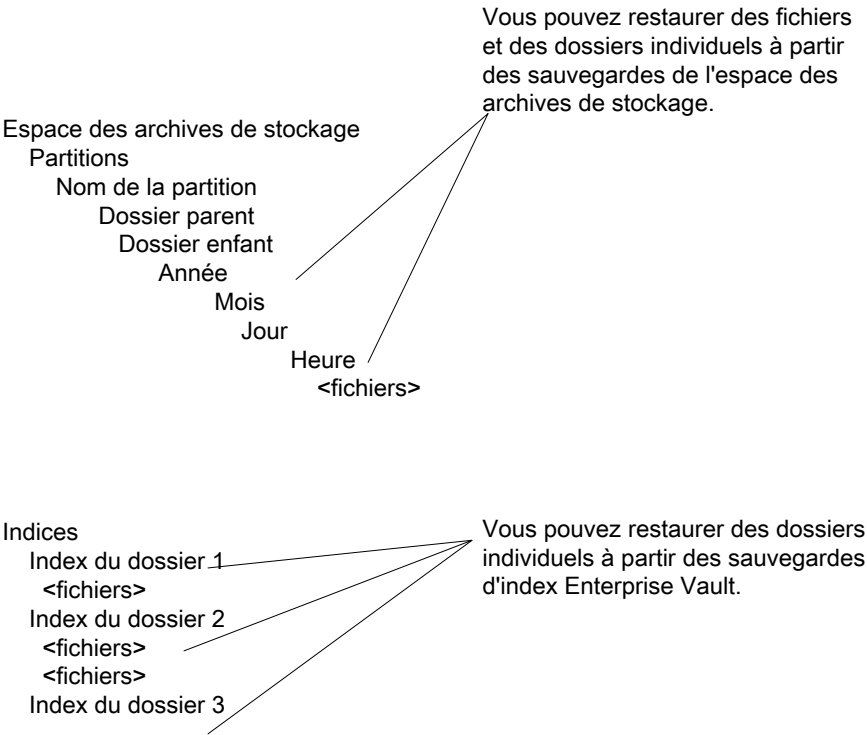 Vous pouvez restaurer des fichiers
et des dossiers individuels à partir
des sauvegardes de l'espace des
archives de stockage.
Espace des archives de stockage
Partitions
Nom de la partition
Dossier parent
Dossier enfant
Année
Mois
Jour
Heure
<fichiers>
Indices
Index du dossier 1
<fichiers>
Index du dossier 2
<fichiers>
<fichiers>
Index du dossier 3
Vous pouvez restaurer des dossiers
individuels à partir des sauvegardes
d'index Enterprise Vault.